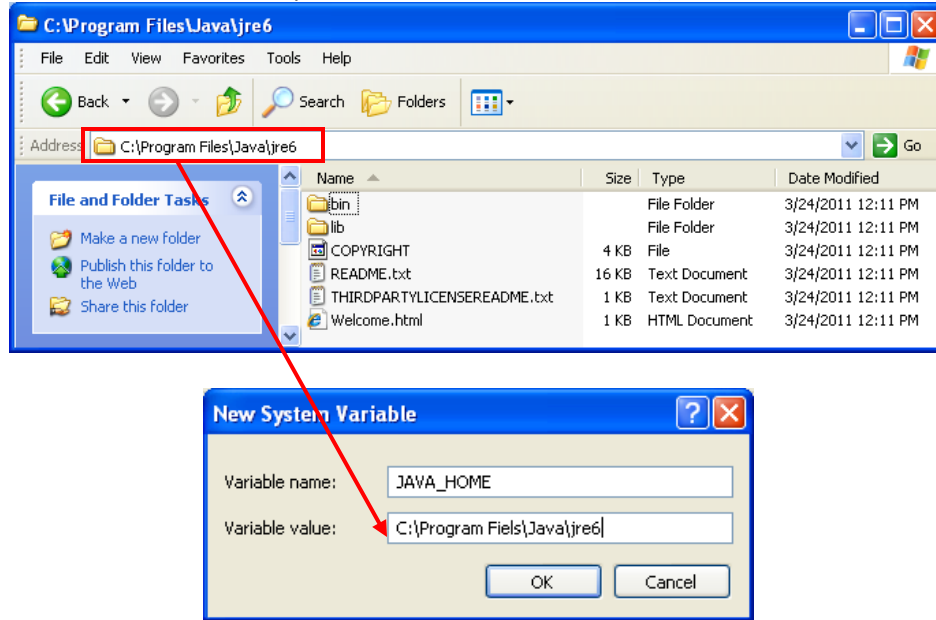 C:\Program Files\Java\jre6
File Edit View Favorites Tools Help
Back Search Folders
Address C:\Program Files\Java\jre6 Go
Name Size Type Date Modified
File and Folder Tasks
Make a new folder
Publish this folder to
the Web
Share this folder
bin File Folder 3/24/2011 12:11 PM
lib File Folder 3/24/2011 12:11 PM
COPYRIGHT 4 KB File 3/24/2011 12:11 PM
README.txt 16 KB Text Document 3/24/2011 12:11 PM
THIRDPARTYLICENSEREADME.txt 1 KB Text Document 3/24/2011 12:11 PM
Welcome.html 1 KB HTML Document 3/24/2011 12:11 PM
New System Variable
Variable name: JAVA_HOME
Variable value: C:\Program Fiels\Java\jre6
OK Cancel